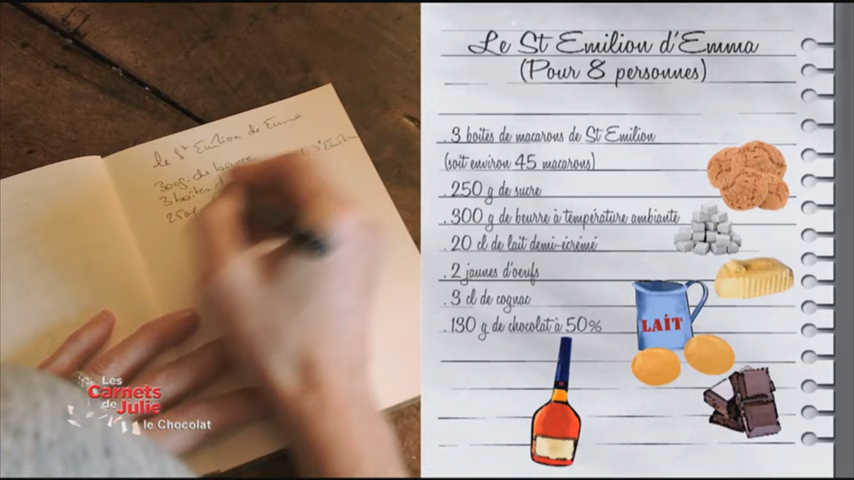 le St Emilion de Emma
300g. de beurre
3 boîtes d
250g
Les
Carnets
de
Julie
le Chocolat
Le St Emilion d'Emma
(Pour 8 personnes)
. 3 boîtes de macarons de St Emilion
(soit environ 45 macarons)
. 250 g de sucre
. 300 g de beurre à température ambiante
. 20 cl de lait demi-écrémé
. 2 jaunes d'oeufs
. 3 cl de cognac
. 130 g de chocolat à 50%
LAIT